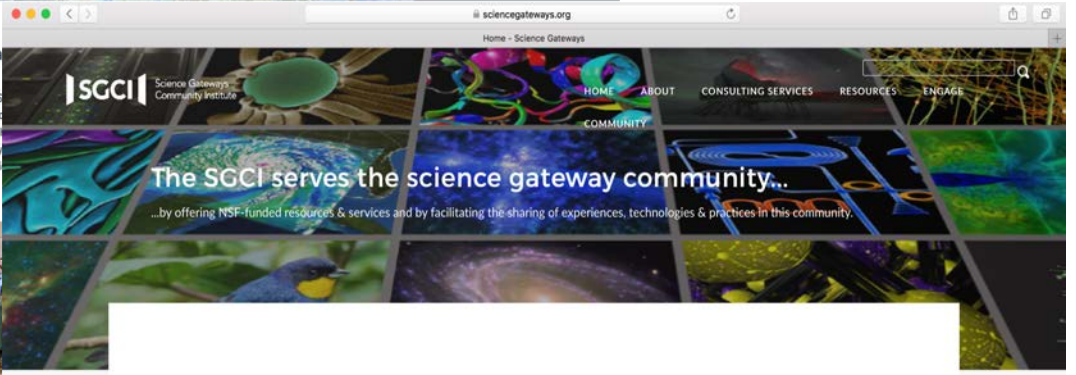 sciencegateways.org
Home - Science Gateways
SGCI
Science Gateways
Community Institute
HOME ABOUT CONSULTING SERVICES RESOURCES ENGAGE
COMMUNITY
The SGCI serves the science gateway community...
...by offering NSF-funded resources & services and by facilitating the sharing of experiences, technologies & practices in this community.